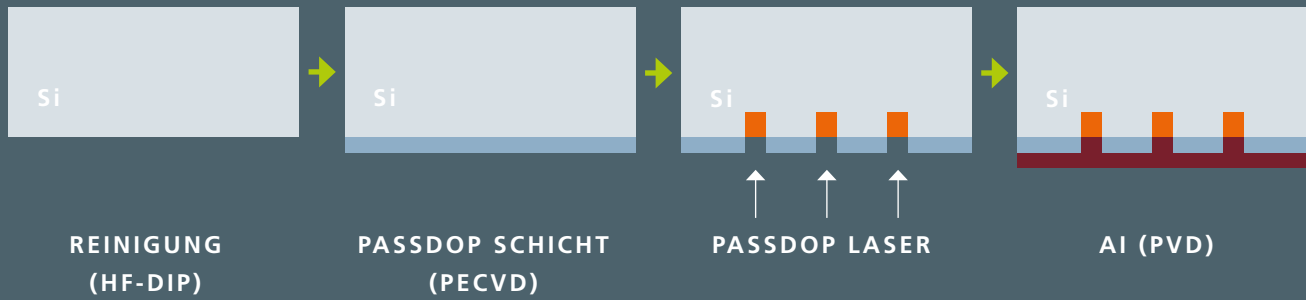 Si
Si
Si
Si
REINIGUNG
(HF-DIP)
PASSDOP SCHICHT
(PECVD)
PASSDOP LASER
Al (PVD)